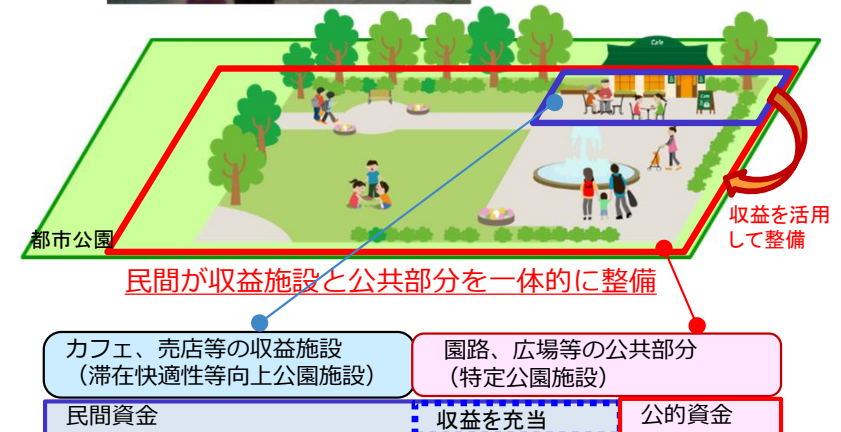 Cafe
Cafe
都市公園
収益を活用
して整備
民間が収益施設と公共部分を一体的に整備
カフェ、売店等の収益施設
（滞在快適性等向上公園施設）
園路、広場等の公共部分
（特定公園施設）
民間資金
収益を充当
公的資金